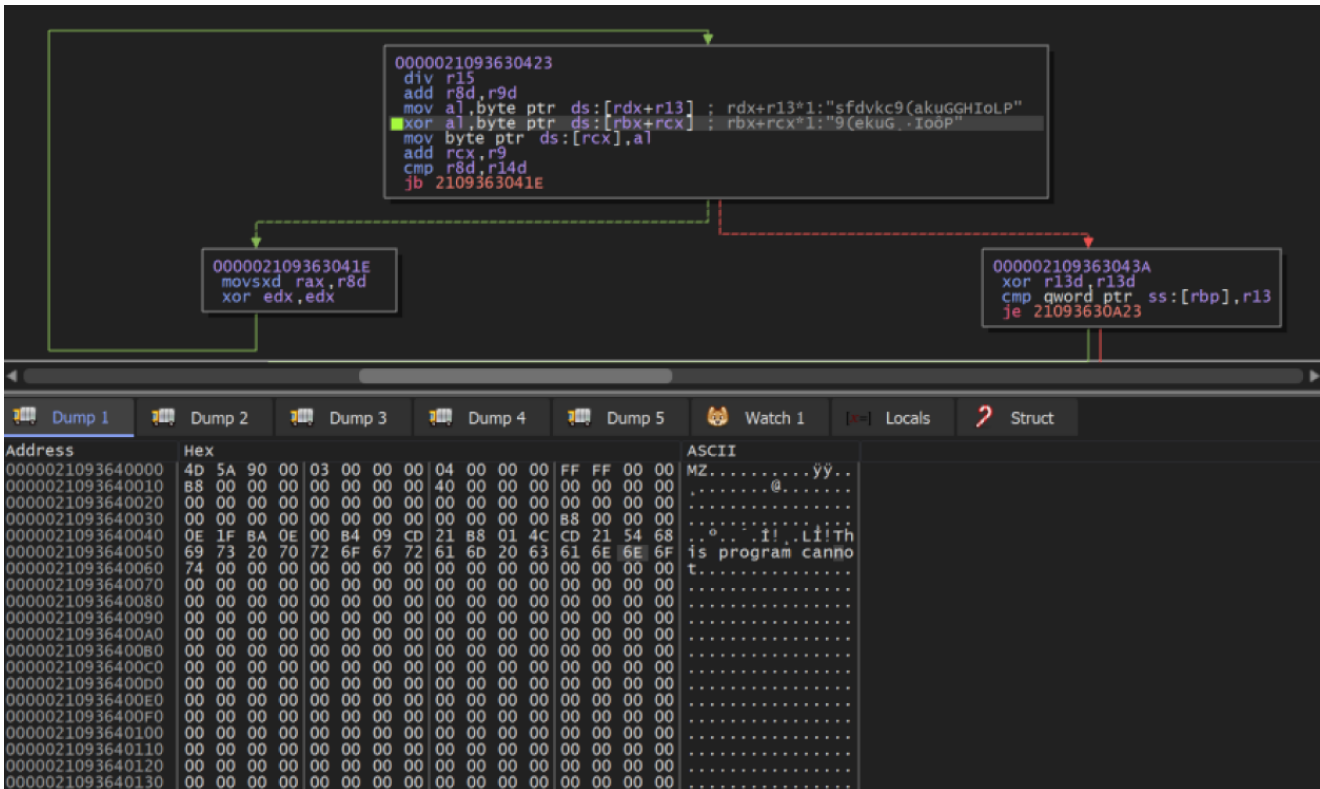 0000021093630423
div r15
add r8d,r9d
mov al,byte ptr ds:[rdx+r13] ; rdx+r13*1:"sfdvkc9(akuGGHIoLP"
xor al,byte ptr ds:[rbx+rcx] ; rbx+rcx*1:"9(ekuG¸·IoöP"
mov byte ptr ds:[rcx],al
add rcx,r9
cmp r8d,r14d
jb 2109363041E
000002109363041E
movsxd rax,r8d
xor edx,edx
000002109363043A
xor r13d,r13d
cmp qword ptr ss:[rbp],r13
je 21093630A23
Dump 1 Dump 2 Dump 3 Dump 4 Dump 5 Watch 1 [x=] Locals Struct
Address Hex ASCII
0000021093640000 4D 5A 90 00 03 00 00 00 04 00 00 00 FF FF 00 00 MZ..........ÿÿ..
0000021093640010 B8 00 00 00 00 00 00 00 40 00 00 00 00 00 00 00 ¸.......@.......
0000021093640020 00 00 00 00 00 00 00 00 00 00 00 00 00 00 00 00 ................
0000021093640030 00 00 00 00 00 00 00 00 00 00 00 00 B8 00 00 00 ............¸...
0000021093640040 0E 1F BA 0E 00 B4 09 CD 21 B8 01 4C CD 21 54 68 ..º..´.Í!¸.LÍ!Th
0000021093640050 69 73 20 70 72 6F 67 72 61 6D 20 63 61 6E 6E 6F is program canno
0000021093640060 74 00 00 00 00 00 00 00 00 00 00 00 00 00 00 00 t...............
0000021093640070 00 00 00 00 00 00 00 00 00 00 00 00 00 00 00 00 ................
0000021093640080 00 00 00 00 00 00 00 00 00 00 00 00 00 00 00 00 ................
0000021093640090 00 00 00 00 00 00 00 00 00 00 00 00 00 00 00 00 ................
00000210936400A0 00 00 00 00 00 00 00 00 00 00 00 00 00 00 00 00 ................
00000210936400B0 00 00 00 00 00 00 00 00 00 00 00 00 00 00 00 00 ................
00000210936400C0 00 00 00 00 00 00 00 00 00 00 00 00 00 00 00 00 ................
00000210936400D0 00 00 00 00 00 00 00 00 00 00 00 00 00 00 00 00 ................
00000210936400E0 00 00 00 00 00 00 00 00 00 00 00 00 00 00 00 00 ................
00000210936400F0 00 00 00 00 00 00 00 00 00 00 00 00 00 00 00 00 ................
0000021093640100 00 00 00 00 00 00 00 00 00 00 00 00 00 00 00 00 ................
0000021093640110 00 00 00 00 00 00 00 00 00 00 00 00 00 00 00 00 ................
0000021093640120 00 00 00 00 00 00 00 00 00 00 00 00 00 00 00 00 ................
0000021093640130 00 00 00 00 00 00 00 00 00 00 00 00 00 00 00 00 ................